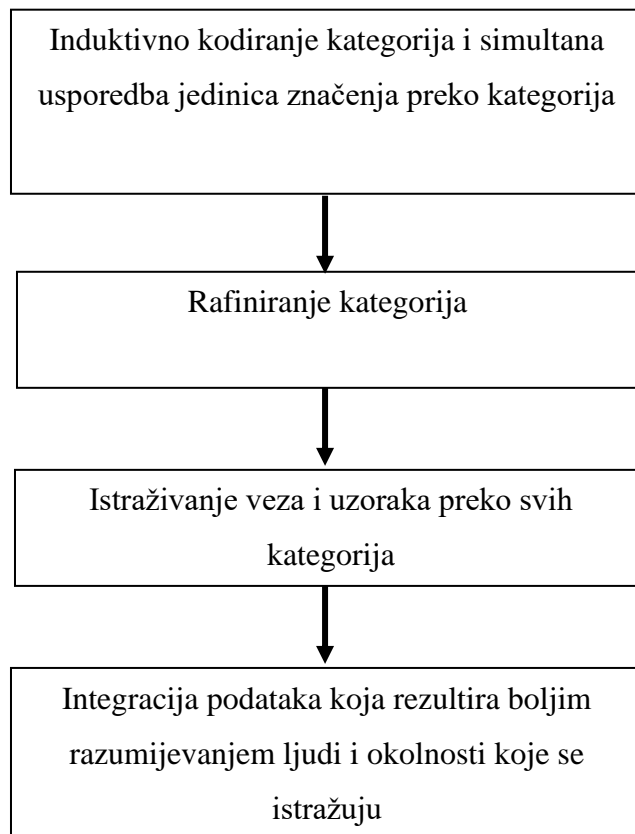 Induktivno kodiranje kategorija i simultana
usporedba jedinica značenja preko kategorija
Rafiniranje kategorija
Istraživanje veza i uzoraka preko svih
kategorija
Integracija podataka koja rezultira boljim
razumijevanjem ljudi i okolnosti koje se
istražuju